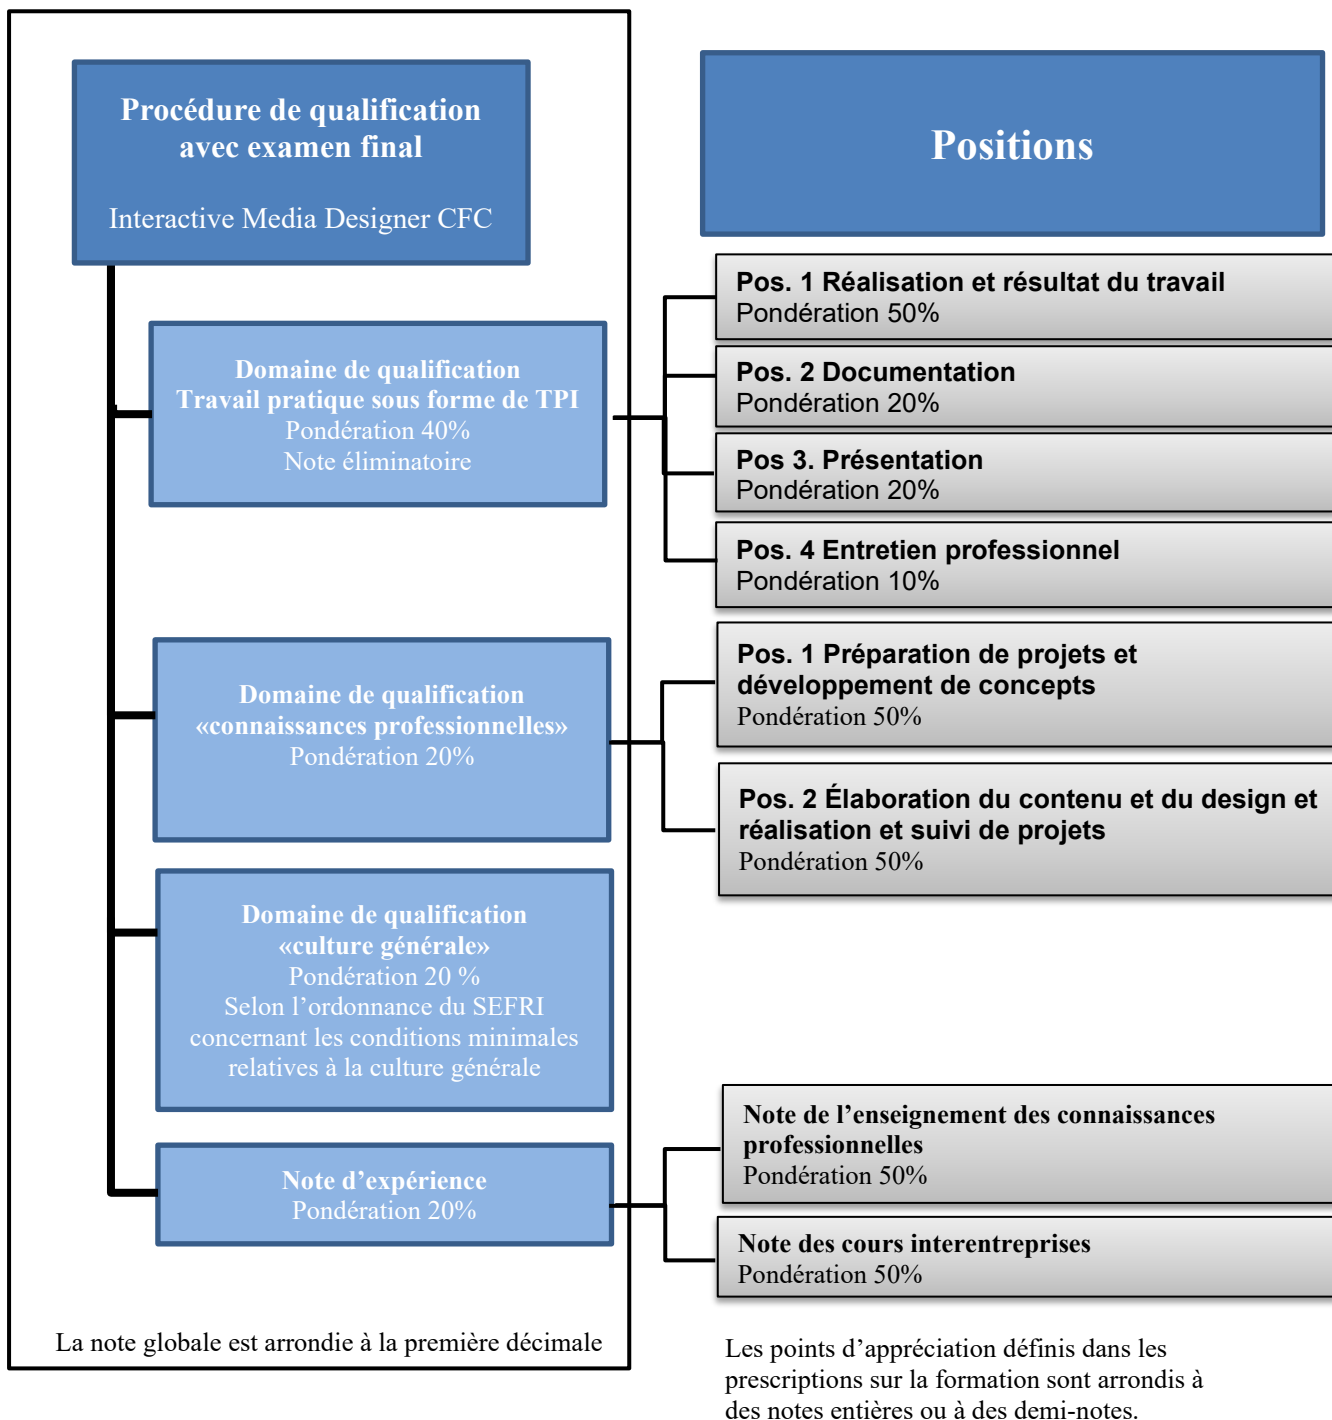 Procédure de qualification
avec examen final
Interactive Media Designer CFC
Domaine de qualification
Travail pratique sous forme de TPI
Pondération 40%
Note éliminatoire
Domaine de qualification
«connaissances professionnelles»
Pondération 20%
Domaine de qualification
«culture générale»
Pondération 20 %
Selon l’ordonnance du SEFRI
concernant les conditions minimales
relatives à la culture générale
Note d’expérience
Pondération 20%
La note globale est arrondie à la première décimale
Positions
Pos. 1 Réalisation et résultat du travail
Pondération 50%
Pos. 2 Documentation
Pondération 20%
Pos 3. Présentation
Pondération 20%
Pos. 4 Entretien professionnel
Pondération 10%
Pos. 1 Préparation de projets et
développement de concepts
Pondération 50%
Pos. 2 Élaboration du contenu et du design et
réalisation et suivi de projets
Pondération 50%
Note de l’enseignement des connaissances
professionnelles
Pondération 50%
Note des cours interentreprises
Pondération 50%
Les points d’appréciation définis dans les
prescriptions sur la formation sont arrondis à
des notes entières ou à des demi-notes.